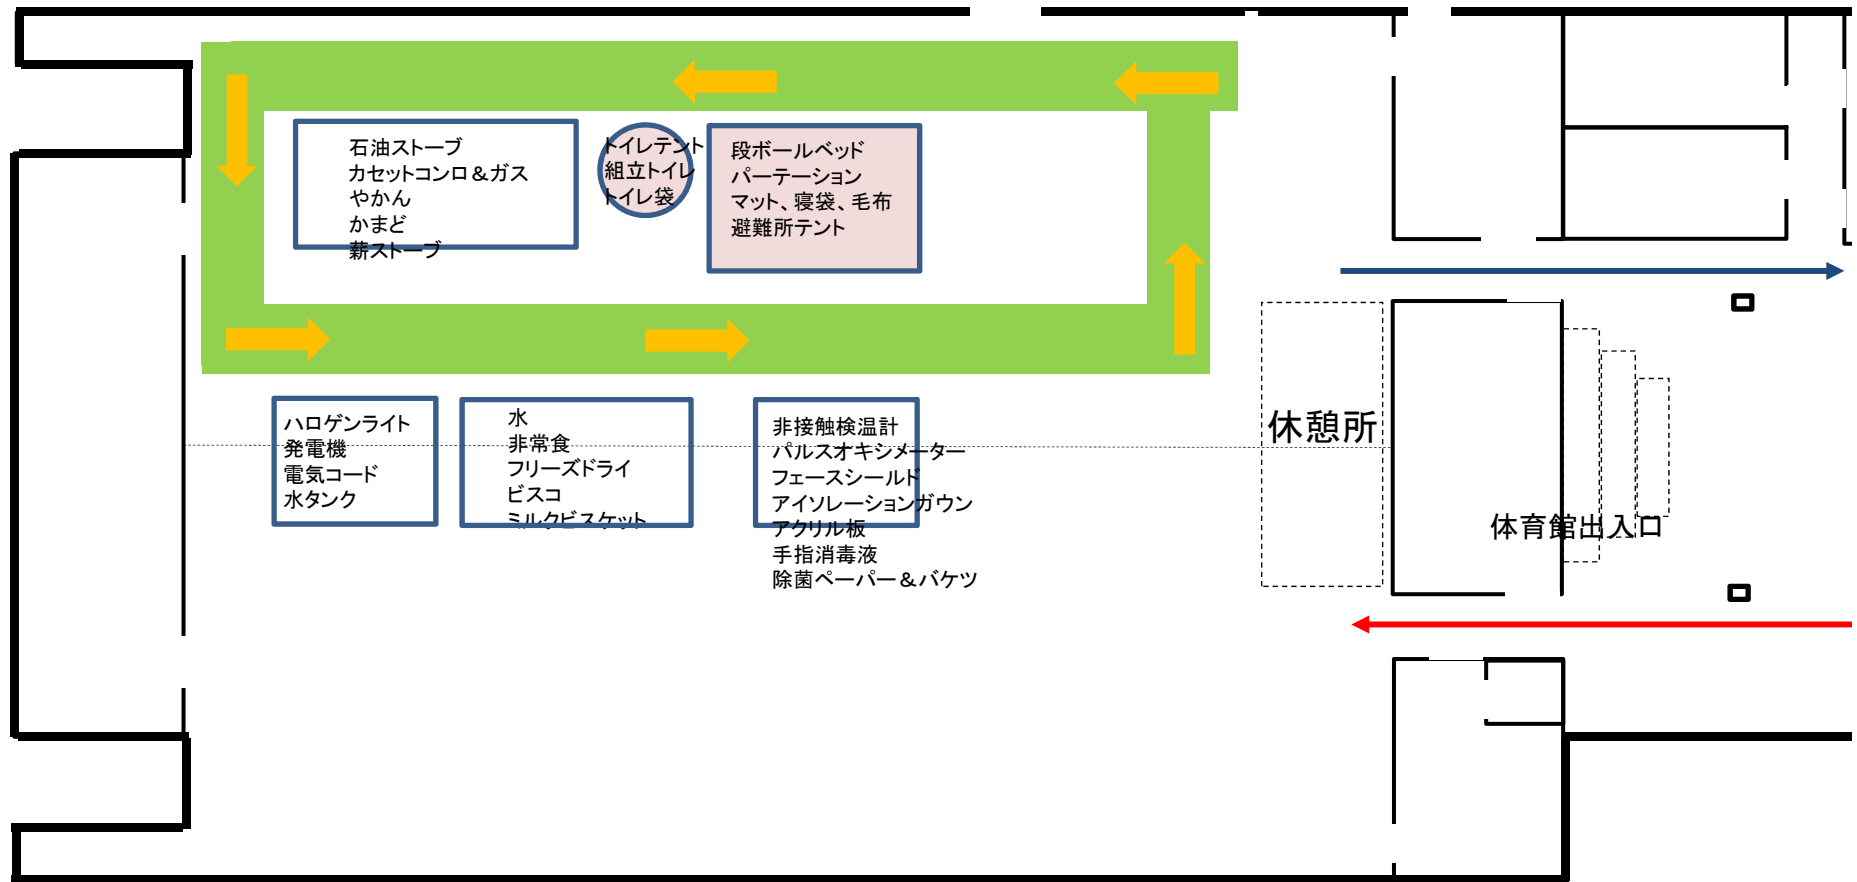 石油ストーブ
カセットコンロ＆ガス
やかん
かまど
薪ストーブ
トイレテント
組立トイレ
トイレ袋
段ボールベッド
パーテーション
マット、寝袋、毛布
避難所テント
ハロゲンライト
発電機
電気コード
水タンク
水
非常食
フリーズドライ
ビスコ
ミルクビスケット
非接触検温計
パルスオキシメーター
フェースシールド
アイソレーションガウン
アクリル板
手指消毒液
除菌ペーパー＆バケツ
休憩所
体育館出入口